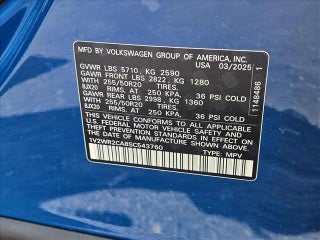 MFD. BY VOLKSWAGEN GROUP OF AMERICA, INC.
USA 03/2025
GVWR LBS 5710, KG 2590
GAWR FRONT LBS 2822, KG 1280
WITH 255/50R20 TIRES,
8JX20 RIMS, AT 250 KPA, 36 PSI COLD
GAWR REAR LBS 2998, KG 1360
WITH 255/50R20 TIRES,
8JX20 RIMS, AT 250 KPA, 36 PSI COLD
THIS VEHICLE CONFORMS TO ALL APPLICABLE
U.S. FEDERAL MOTOR VEHICLE SAFETY
STANDARDS IN EFFECT ON THE DATE OF
MANUFACTURE SHOWN ABOVE.
1V2WR2CA8SC543760 TYPE: MPV
1148486 1